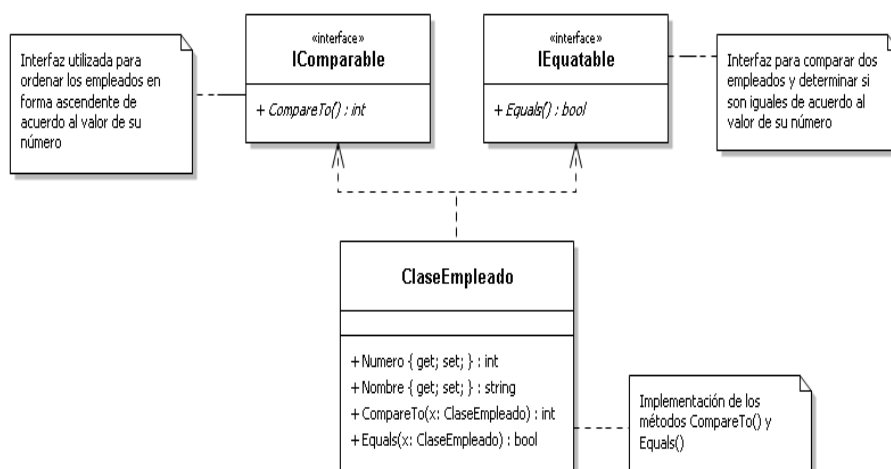 Interfaz utilizada para
ordenar los empleados en
forma ascendente de
acuerdo al valor de su
número
«interface»
IComparable
+ CompareTo() : int
«interface»
IEquatable
+ Equals() : bool
Interfaz para comparar dos
empleados y determinar si
son iguales de acuerdo al
valor de su número
ClaseEmpleado
+ Numero { get; set; } : int
+ Nombre { get; set; } : string
+ CompareTo(x: ClaseEmpleado) : int
+ Equals(x: ClaseEmpleado) : bool
Implementación de los
métodos CompareTo() y
Equals()